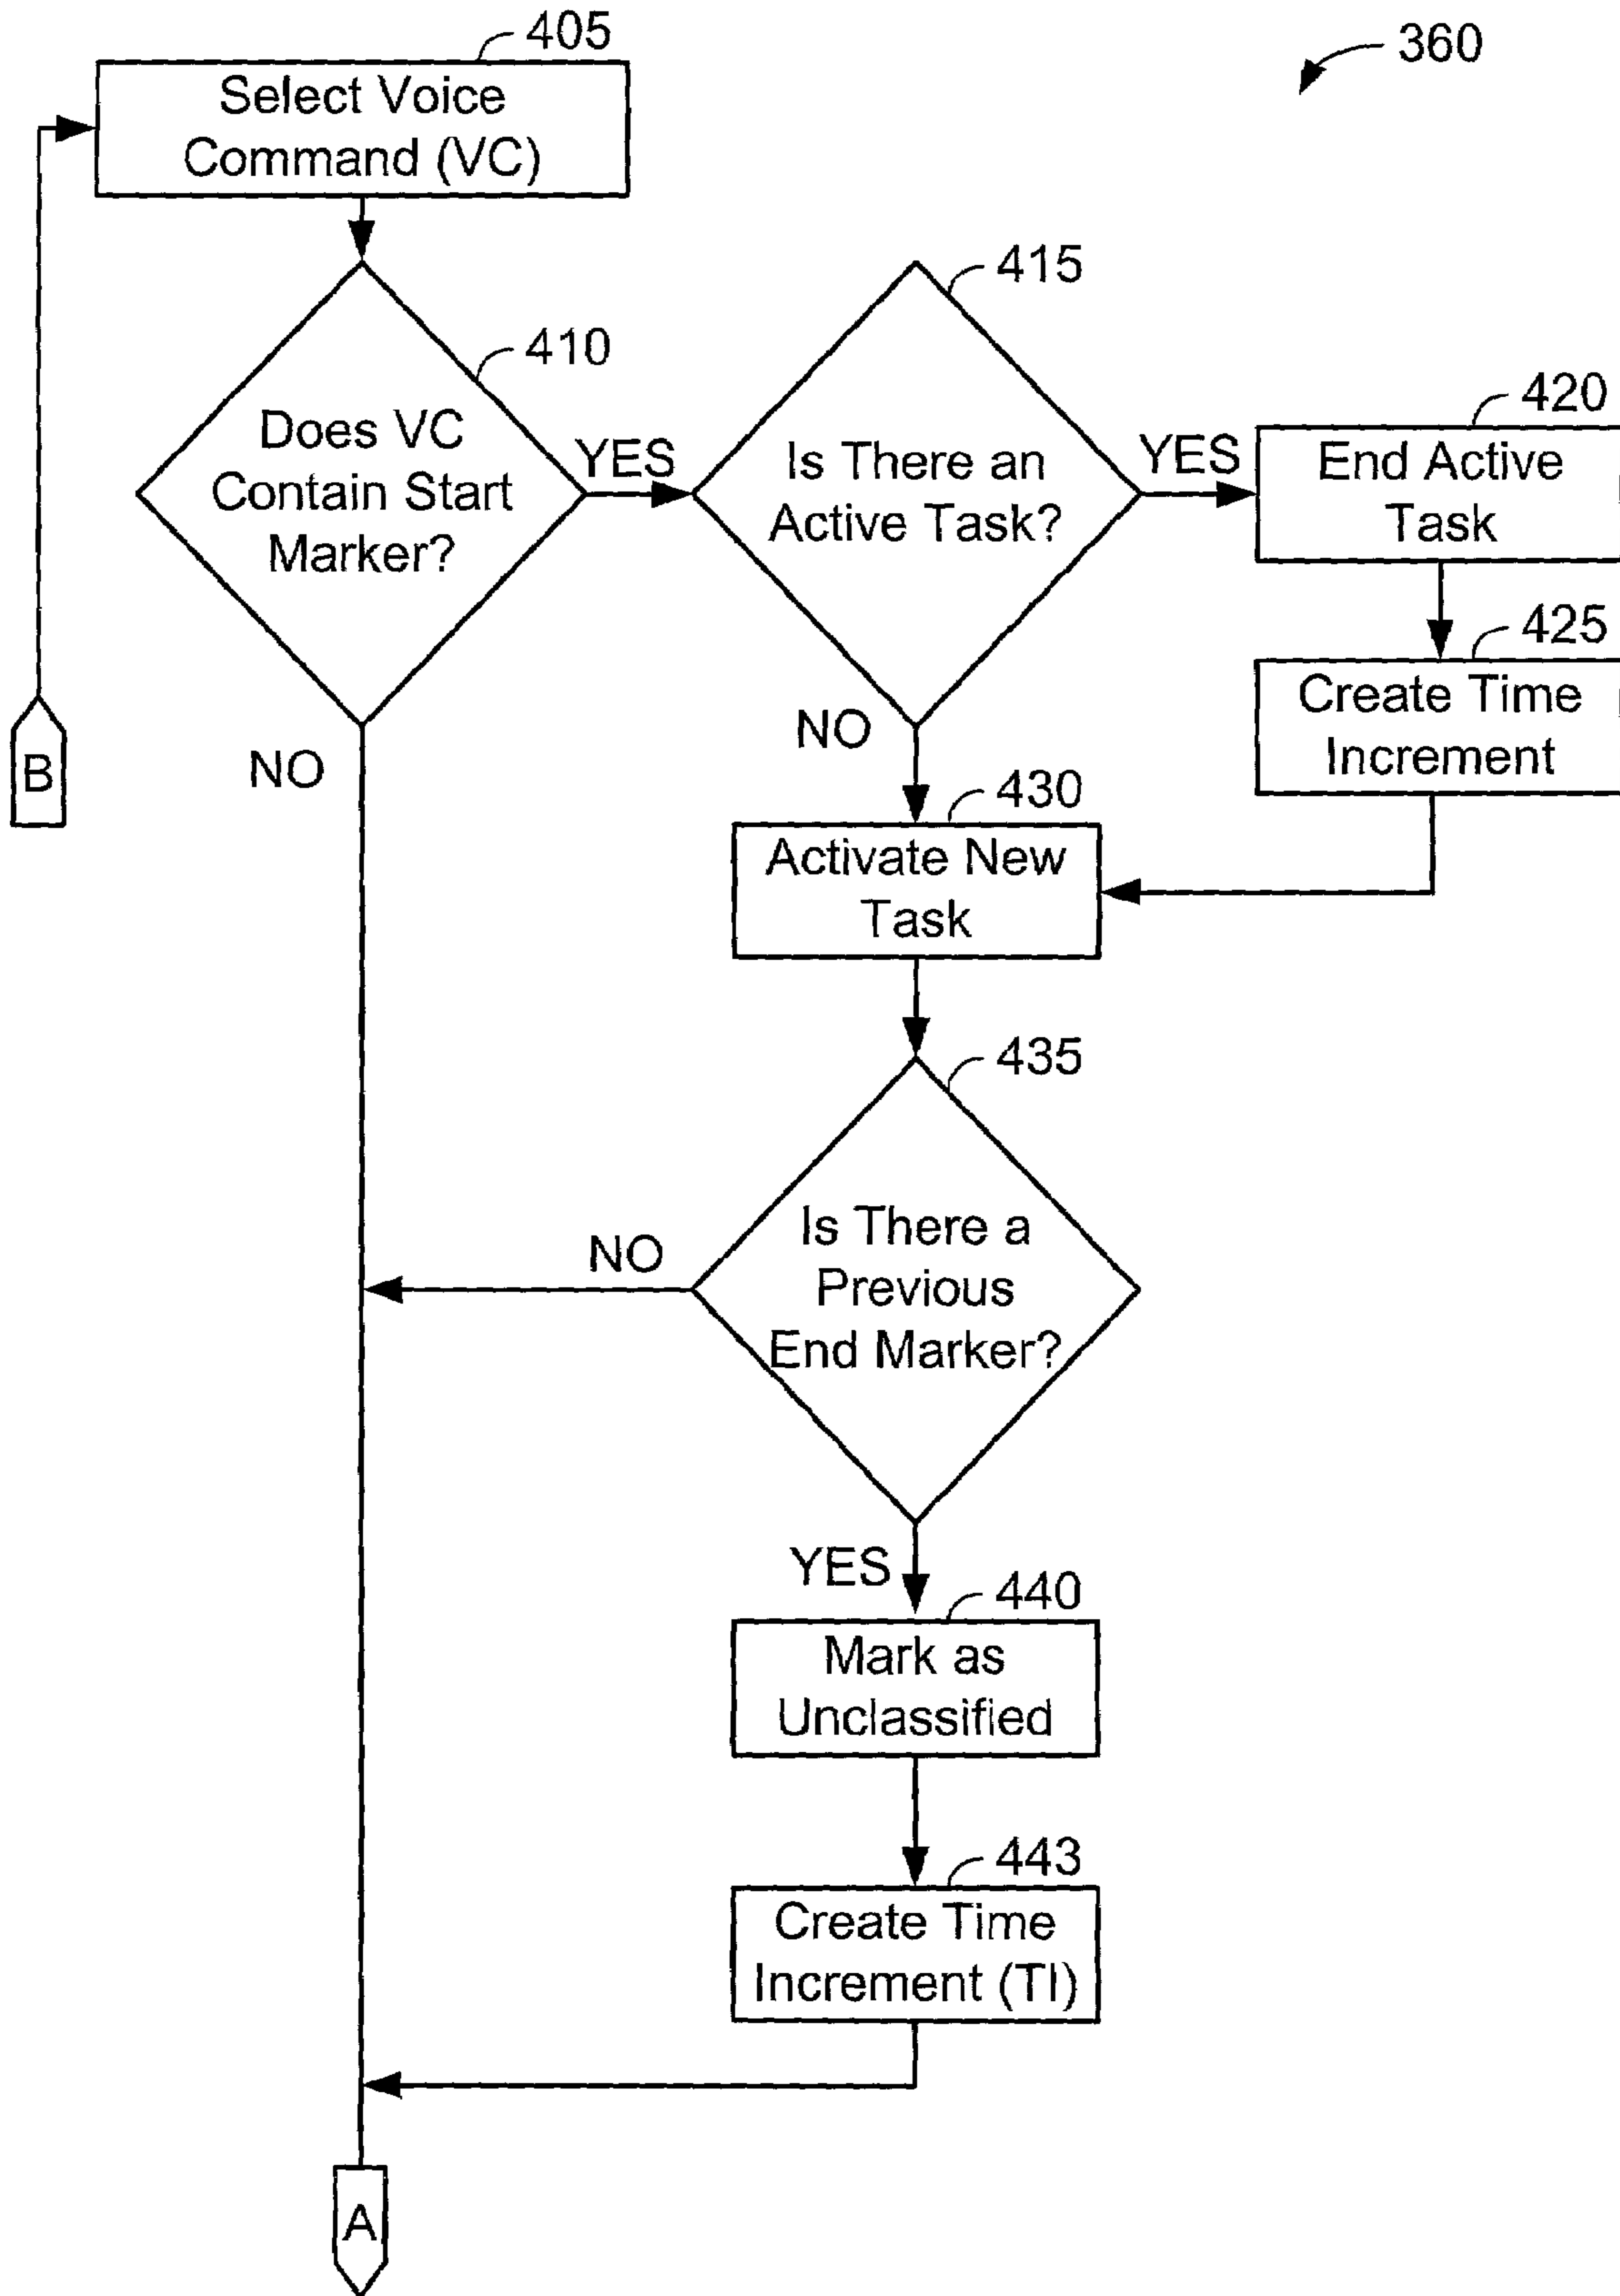 405
360
Select Voice
Command (VC)
410
Does VC
Contain Start
Marker?
YES
NO
415
Is There an
Active Task?
YES
NO
420
End Active
Task
425
Create Time
Increment
B
430
Activate New
Task
435
Is There a
Previous
End Marker?
NO
YES
440
Mark as
Unclassified
443
Create Time
Increment (TI)
A